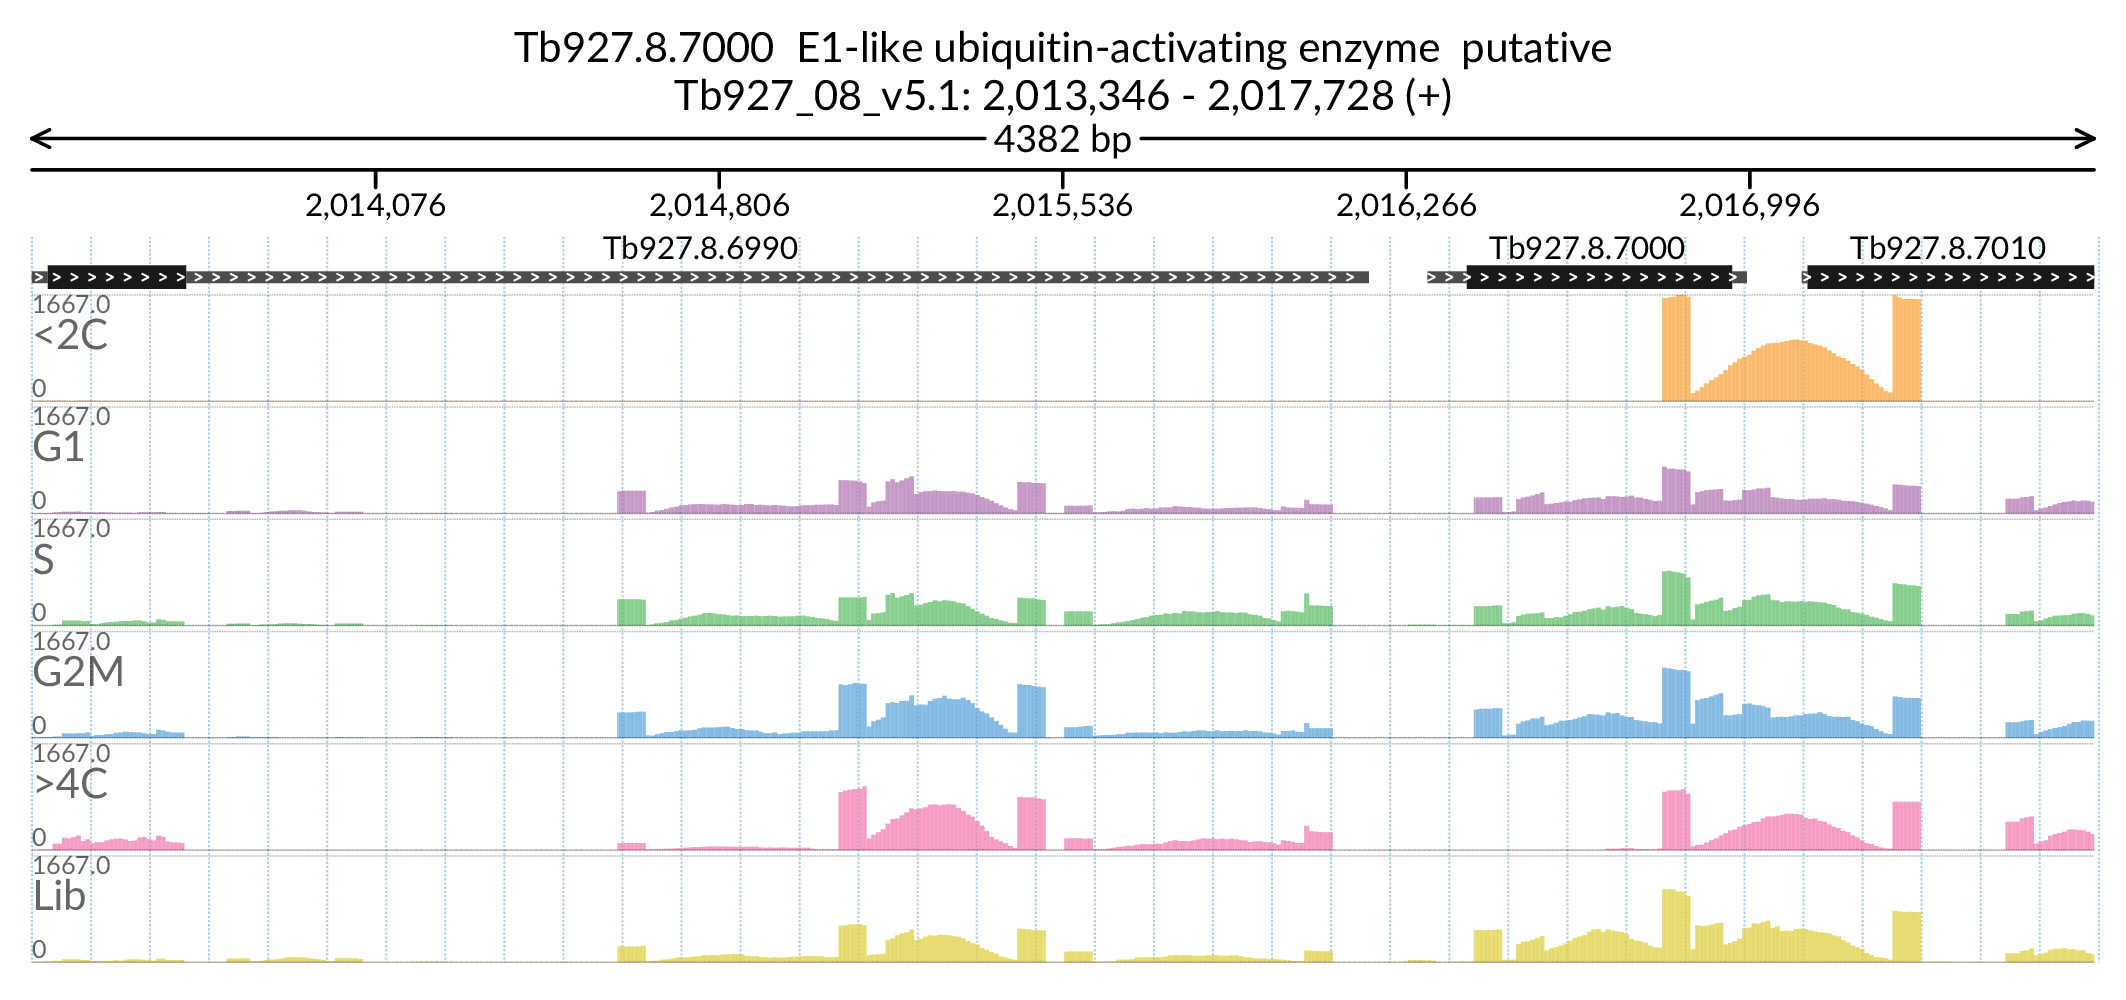 Tb927.8.7000  E1-like ubiquitin-activating enzyme  putative
Tb927_08_v5.1: 2,013,346 - 2,017,728 (+)
4382 bp
2,014,076 2,014,806 2,015,536 2,016,266 2,016,996
Tb927.8.6990 Tb927.8.7000 Tb927.8.7010
1667.0
<2C
0
1667.0
G1
0
1667.0
S
0
1667.0
G2M
0
1667.0
>4C
0
1667.0
Lib
0